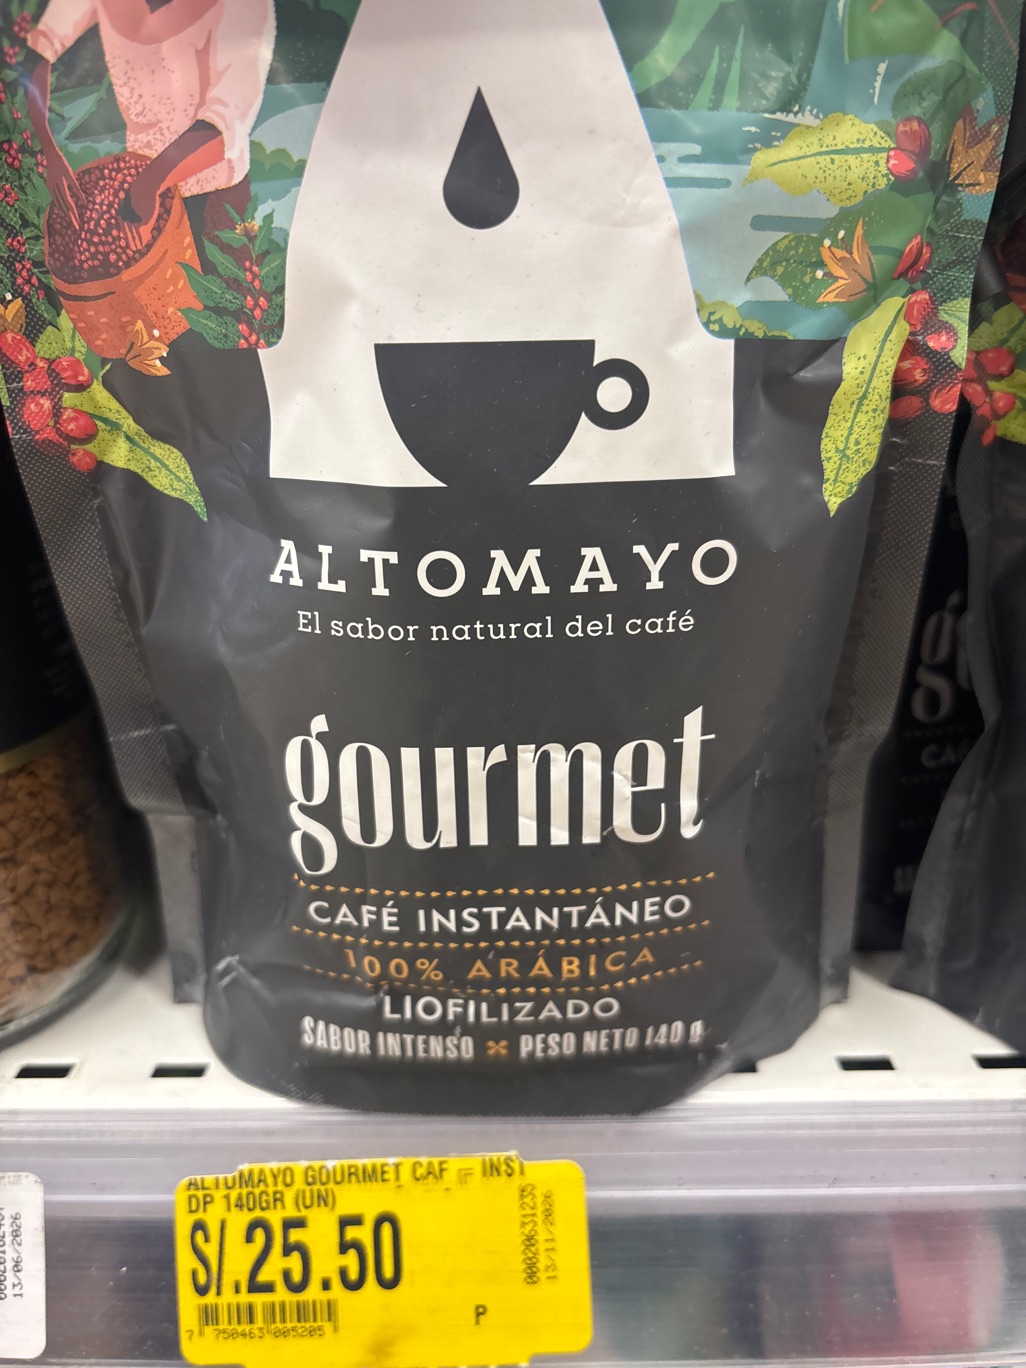 ALTOMAYO
El sabor natural del café
gourmet
CAFÉ INSTANTÁNEO
100% ARÁBICA
LIOFILIZADO
SABOR INTENSO × PESO NETO 140 g
ALTOMAYO GOURMET CAF INST
DP 140GR (UN)
S/.25.50
7 750463 005205
P
00020631235
13/11/2026
13/06/2026